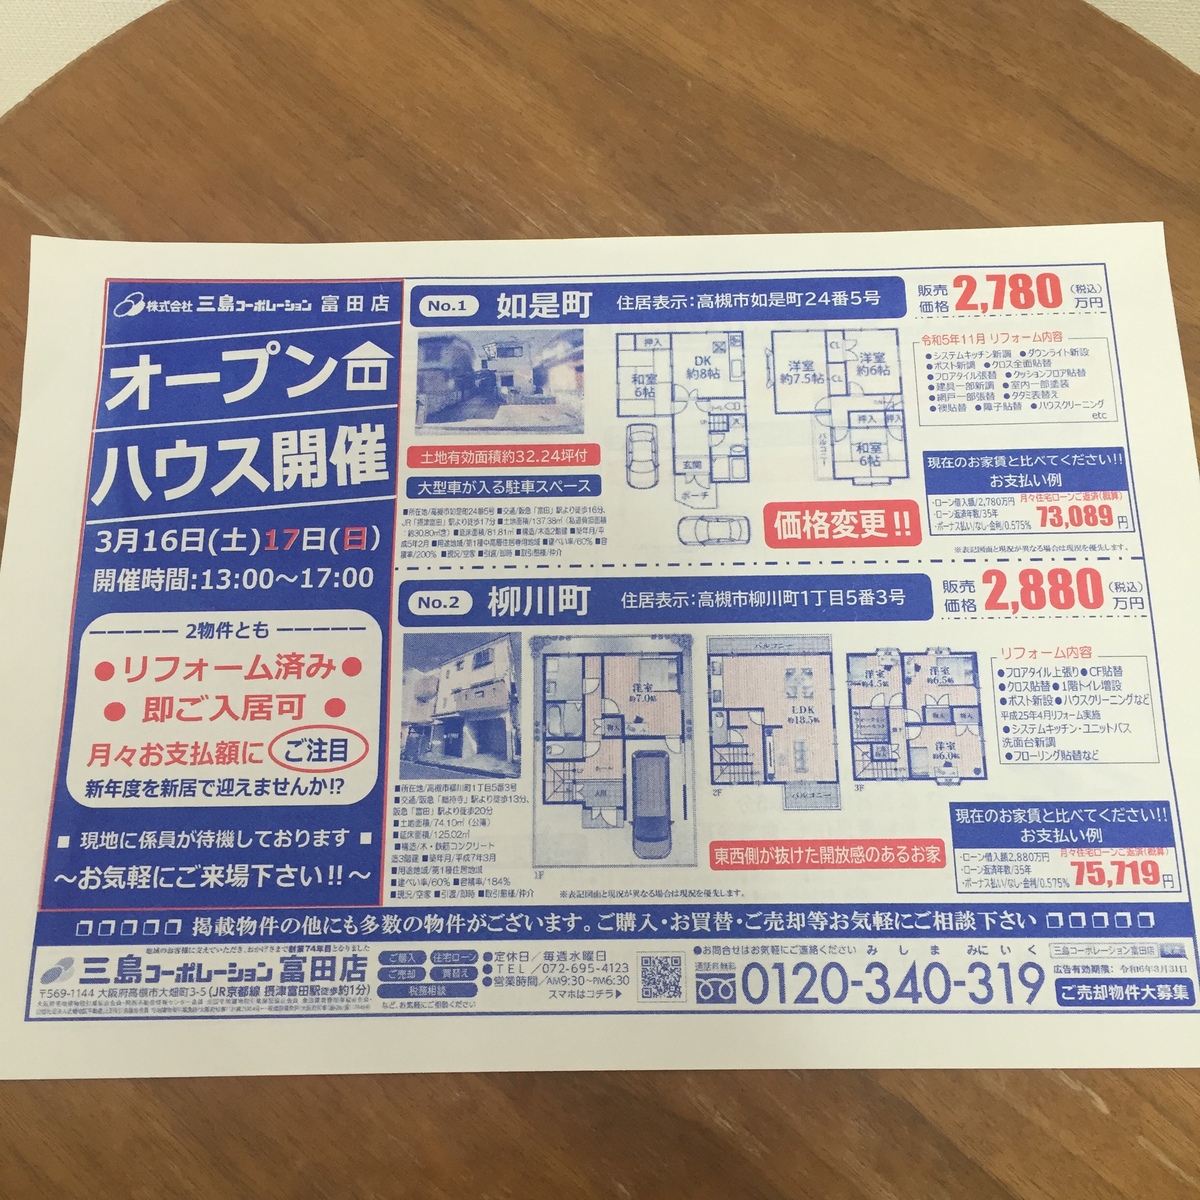 株式会社 三島コーポレーション 富田店
オープン
ハウス開催
3月16日(土)17日(日)
開催時間:13:00〜17:00
2物件とも
●リフォーム済み●
● 即ご入居可 ●
月々お支払額に ご注目
新年度を新居で迎えませんか!?
■ 現地に係員が待機しております ■
〜お気軽にご来場下さい!!〜
No.1 如是町 住居表示:高槻市如是町24番5号
販売価格 2,780万円 (税込)
押入
和室
6帖
DK
約8帖
玄関
ポーチ
洋室
約7.5帖
CL
CL
洋室
約6帖
押入 押入
和室
6帖
バルコニー
土地有効面積約32.24坪付
大型車が入る駐車スペース
■所在地/高槻市如是町24番5号 ■交通/阪急「富田」駅より徒歩16分、
JR「摂津富田」駅より徒歩17分 ■土地面積/137.38㎡(私道負担面積
約30.80㎡含) ■延床面積/81.81㎡ ■構造/木造2階建 ■築年月/平
成5年2月 ■用途地域/第1種中高層住居専用地域 ■建ぺい率/60% ■容
積率/200% ■現況/空家 ■引渡/即時 ■取引態様/仲介
価格変更!!
令和5年11月 リフォーム内容
●システムキッチン新調 ●ダウンライト新設
●ポスト新調 ●クロス全面貼替
●フロアタイル張替 ●クッションフロア貼替
●建具一部新調 ●室内一部塗装
●網戸一部張替 ●タタミ表替え
●襖貼替 ●障子貼替 ●ハウスクリーニング
etc
現在のお家賃と比べてください!!
お支払い例
・ローン借入額/2,780万円
・ローン返済年数/35年
・ボーナス払い/なし・金利/0.575%
月々住宅ローンご返済(概算)
73,089円
※表記図面と現況が異なる場合は現況を優先します。
No.2 柳川町 住居表示:高槻市柳川町1丁目5番3号
販売価格 2,880万円 (税込)
洋室
約7.0帖
物入
玄関
1F
バルコニー
LDK
約18.5帖
バルコニー
2F
洋室
約4.5帖
洋室
約6.5帖
物入
物入
洋室
約6.0帖
3F
■所在地/高槻市柳川町1丁目5番3号
■交通/阪急「総持寺」駅より徒歩13分、
阪急「富田」駅より徒歩20分
■土地面積/74.10㎡(公簿)
■延床面積/125.02㎡
■構造/木・鉄筋コンクリート
造3階建 ■築年月/平成7年3月
■用途地域/第1種住居地域
■建ぺい率/60% ■容積率/184%
■現況/空家 ■引渡/即時 ■取引態様/仲介
※表記図面と現況が異なる場合は現況を優先します。
東西側が抜けた開放感のあるお家
リフォーム内容
●フロアタイル上張り●CF貼替
●クロス貼替 ●1階トイレ増設
●ポスト新設 ●ハウスクリーニングなど
平成25年4月リフォーム実施
●システムキッチン・ユニットバス
洗面台新調
●フローリング貼替など
現在のお家賃と比べてください!!
お支払い例
・ローン借入額2,880万円
・ローン返済年数/35年
・ボーナス払い/なし・金利/0.575%
月々住宅ローンご返済(概算)
75,719円
掲載物件の他にも多数の物件がございます。ご購入・お買替・ご売却等お気軽にご相談下さい
地域のお客様に支えていただき、おかげさまで創業74年目となりました
三島コーポレーション 富田店
〒569-1144 大阪府高槻市大畑町3-5(JR京都線 摂津富田駅徒歩約1分)
ご購入 住宅ローン
ご売却 買替え
税務相談
など、お気軽にご相談ください
●定休日/毎週水曜日
●TEL/072-695-4123
●営業時間/AM9:30~PM6:30
スマホはコチラ▶
●お問合せはお気軽にご連絡ください み し ま みに い く
通話料無料 0120-340-319
三島コーポレーション富田店
広告有効期限: 令和6年3月31日
ご売却物件大募集